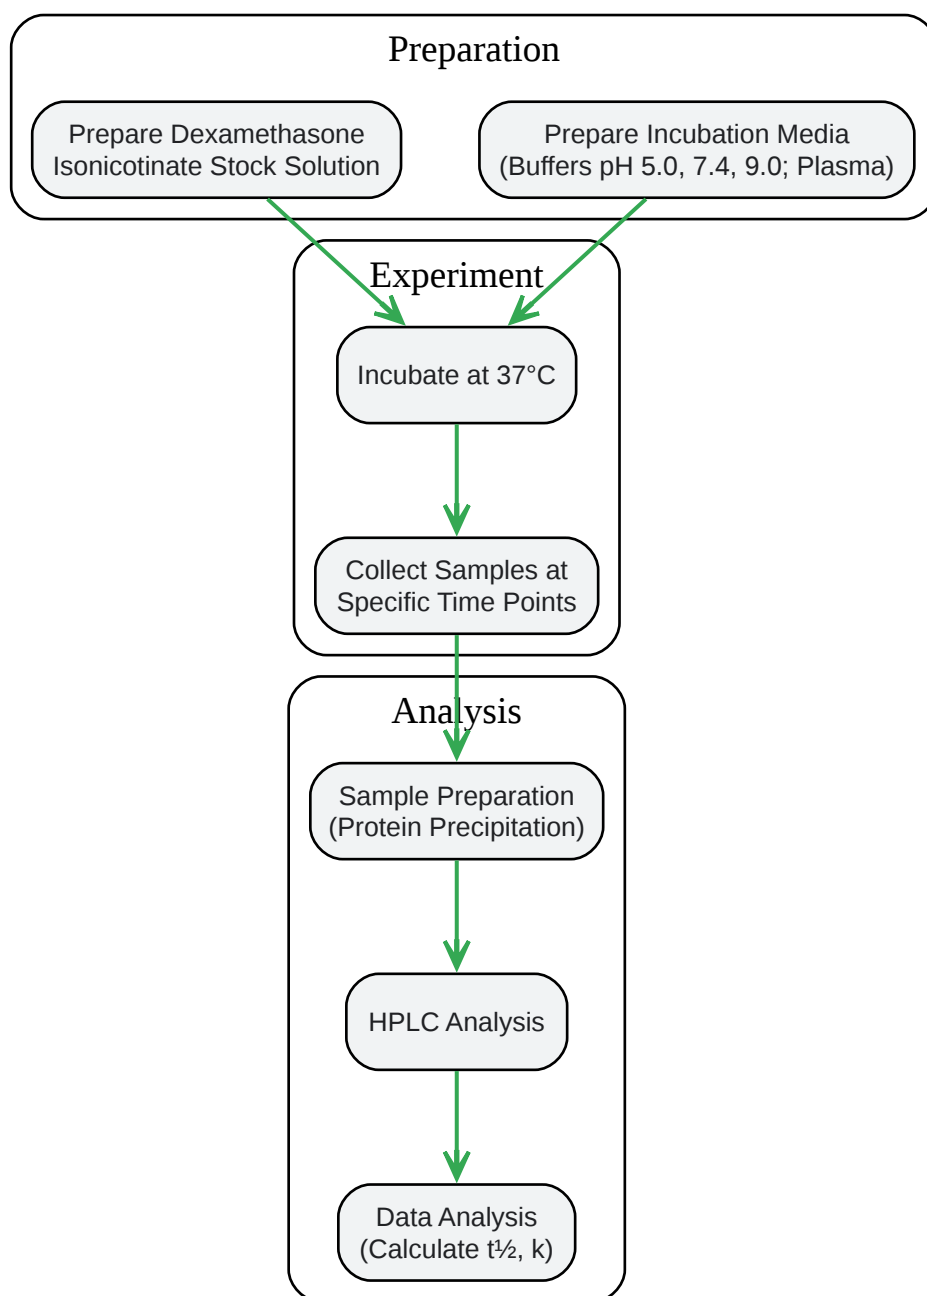 Preparation
Prepare Dexamethasone
Isonicotinate Stock Solution
Prepare Incubation Media
(Buffers pH 5.0, 7.4, 9.0; Plasma)
Experiment
Incubate at 37°C
Collect Samples at
Specific Time Points
Analysis
Sample Preparation
(Protein Precipitation)
HPLC Analysis
Data Analysis
(Calculate t½, k)